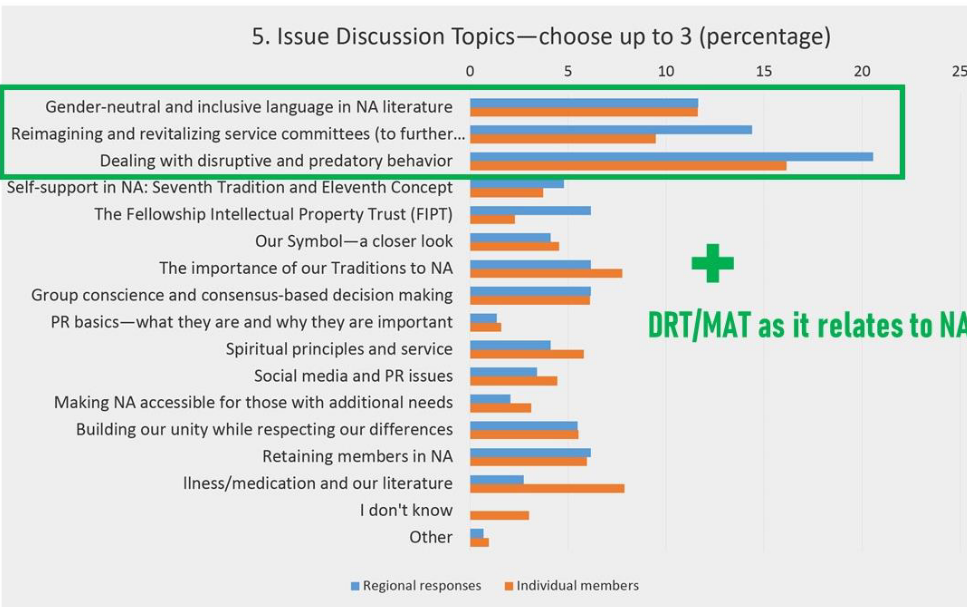 5. Issue Discussion Topics—choose up to 3 (percentage)
0 5 10 15 20 25
Gender-neutral and inclusive language in NA literature
Reimagining and revitalizing service committees (to further...
Dealing with disruptive and predatory behavior
Self-support in NA: Seventh Tradition and Eleventh Concept
The Fellowship Intellectual Property Trust (FIPT)
Our Symbol—a closer look
The importance of our Traditions to NA
Group conscience and consensus-based decision making
PR basics—what they are and why they are important
DRT/MAT as it relates to NA
Spiritual principles and service
Social media and PR issues
Making NA accessible for those with additional needs
Building our unity while respecting our differences
Retaining members in NA
Ilness/medication and our literature
I don't know
Other
Regional responses Individual members